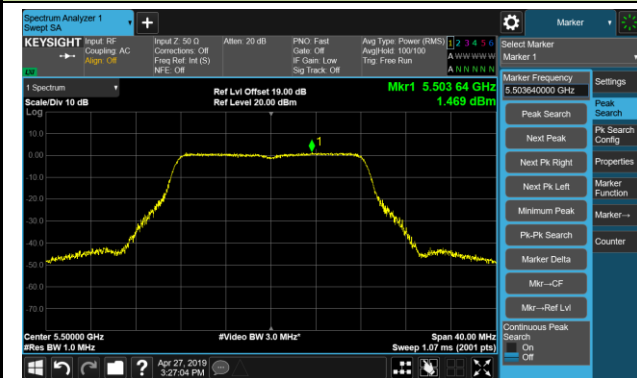 Spectrum Analyzer 1
Swept SA
+
Marker
KEYSIGHT
Input: RF
Coupling: AC
Align: Off
Input Z: 50 Ω
Corrections: Off
Freq Ref: Int (S)
NFE: Off
Atten: 20 dB
PNO: Fast
Gate: Off
IF Gain: Low
Sig Track: Off
Avg Type: Power (RMS)
Avg|Hold: 100/100
Trig: Free Run
1 2 3 4 5 6
A W W W W W
A N N N N N
Select Marker
Marker 1
1 Spectrum
Scale/Div 10 dB
Log
Ref Lvl Offset 19.00 dB
Ref Level 20.00 dBm
Mkr1 5.503 64 GHz
1.469 dBm
Marker Frequency
5.503640000 GHz
Settings
Peak Search
Next Peak
Next Pk Right
Next Pk Left
Minimum Peak
Pk-Pk Search
Marker Delta
Mkr→CF
Mkr→Ref Lvl
Continuous Peak
Search
On
Off
Peak
Search
Pk Search
Config
Properties
Marker
Function
Marker→
Counter
10.0
0.00
-10.0
-20.0
-30.0
-40.0
-50.0
-60.0
-70.0
1
Center 5.50000 GHz
#Res BW 1.0 MHz
#Video BW 3.0 MHz*
Span 40.00 MHz
Sweep 1.07 ms (2001 pts)
?
Apr 27, 2019
3:27:04 PM